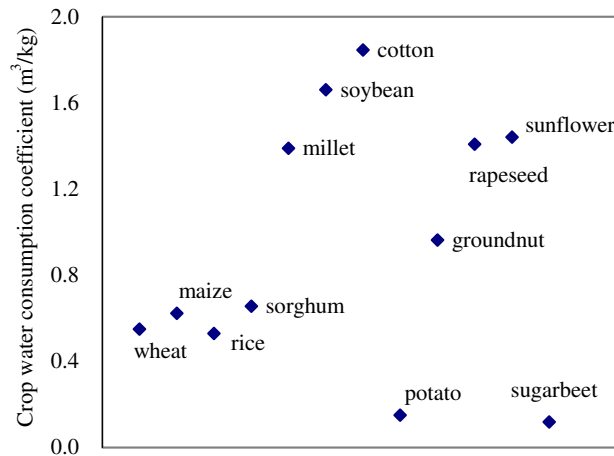 Crop water consumption coefficient (m³/kg)
2.0
1.6
1.2
0.8
0.4
0.0
cotton
soybean
sunflower
millet
rapeseed
groundnut
maize
sorghum
wheat
rice
potato
sugarbeet